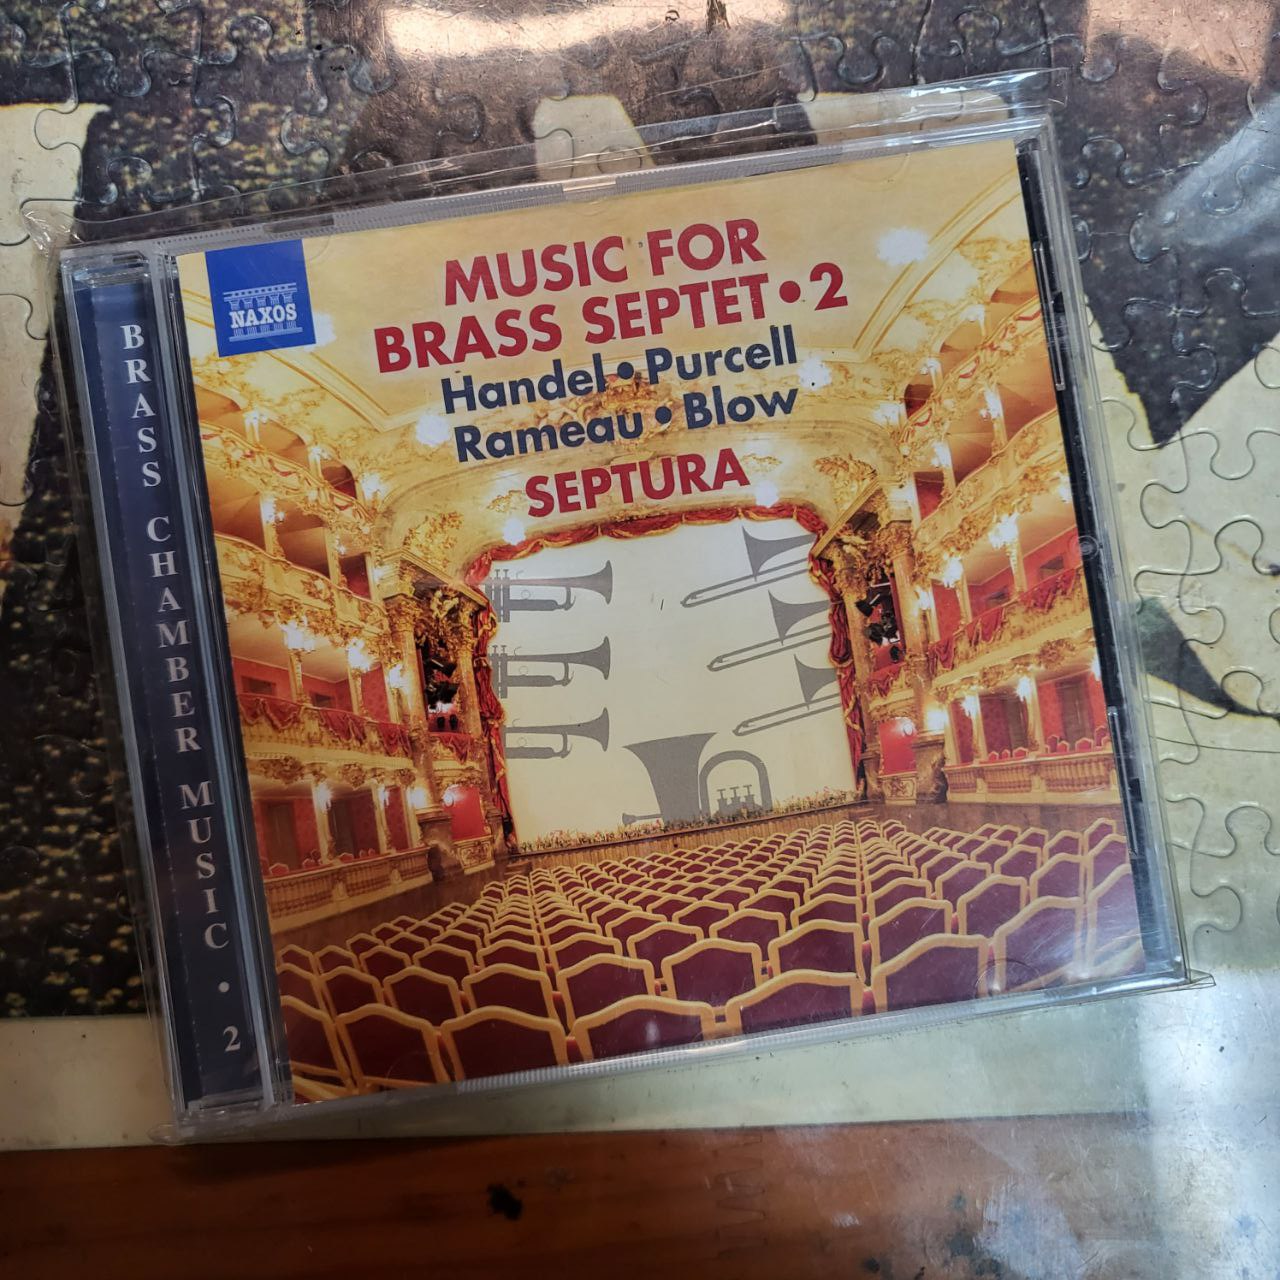 NAXOS
MUSIC FOR
BRASS SEPTET • 2
Handel • Purcell
Rameau • Blow
SEPTURA
BRASS CHAMBER MUSIC • 2